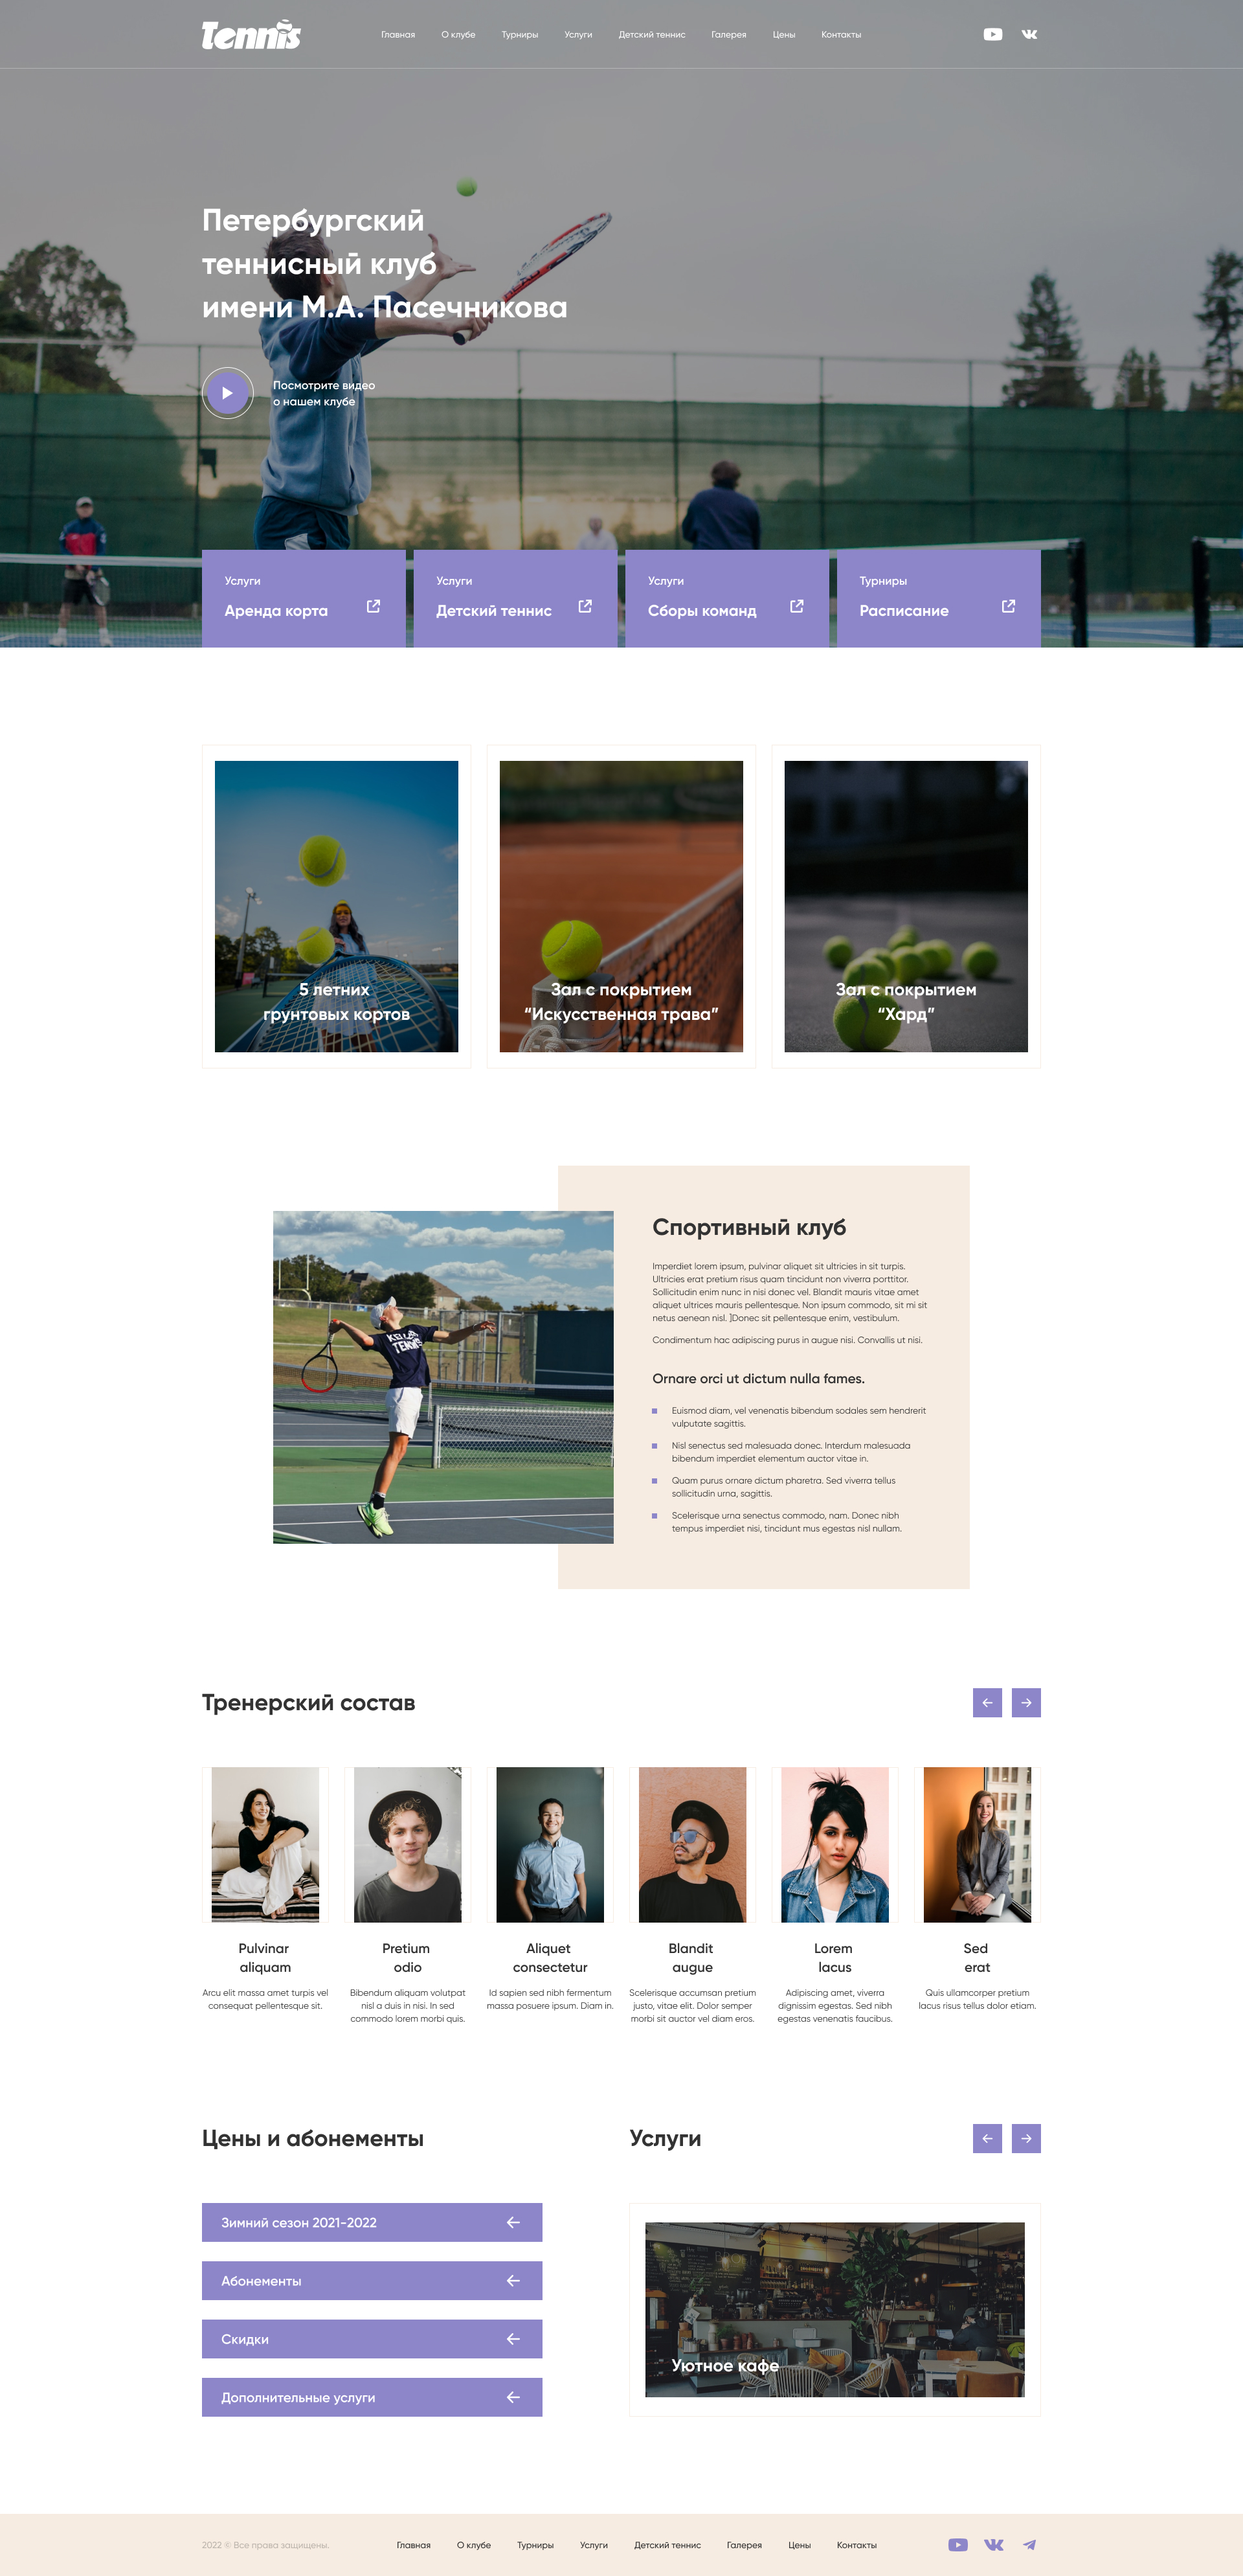 Tennis
Главная О клубе Турниры Услуги Детский теннис Галерея Цены Контакты
Петербургский
теннисный клуб
имени М.А. Пасечникова
Посмотрите видео
о нашем клубе
Услуги
Аренда корта
Услуги
Детский теннис
Услуги
Сборы команд
Турниры
Расписание
5 летних
грунтовых кортов
Зал с покрытием
“Искусственная трава”
Зал с покрытием
“Хард”
KELLER
TENNIS
Спортивный клуб
Imperdiet lorem ipsum, pulvinar aliquet sit ultricies in sit turpis.
Ultricies erat pretium risus quam tincidunt non viverra porttitor.
Sollicitudin enim nunc in nisi donec vel. Blandit mauris vitae amet
aliquet ultrices mauris pellentesque. Non ipsum commodo, sit mi sit
netus aenean nisl. ]Donec sit pellentesque enim, vestibulum.
Condimentum hac adipiscing purus in augue nisi. Convallis ut nisi.
Ornare orci ut dictum nulla fames.
Euismod diam, vel venenatis bibendum sodales sem hendrerit
vulputate sagittis.
Nisl senectus sed malesuada donec. Interdum malesuada
bibendum imperdiet elementum auctor vitae in.
Quam purus ornare dictum pharetra. Sed viverra tellus
sollicitudin urna, sagittis.
Scelerisque urna senectus commodo, nam. Donec nibh
tempus imperdiet nisi, tincidunt mus egestas nisl nullam.
Тренерский состав
Pulvinar
aliquam
Arcu elit massa amet turpis vel
consequat pellentesque sit.
Pretium
odio
Bibendum aliquam volutpat
nisl a duis in nisi. In sed
commodo lorem morbi quis.
Aliquet
consectetur
Id sapien sed nibh fermentum
massa posuere ipsum. Diam in.
Blandit
augue
Scelerisque accumsan pretium
justo, vitae elit. Dolor semper
morbi sit auctor vel diam eros.
Lorem
lacus
Adipiscing amet, viverra
dignissim egestas. Sed nibh
egestas venenatis faucibus.
Sed
erat
Quis ullamcorper pretium
lacus risus tellus dolor etiam.
Цены и абонементы
Зимний сезон 2021-2022
Абонементы
Скидки
Дополнительные услуги
Услуги
Уютное кафе
2022 © Все права защищены.
Главная О клубе Турниры Услуги Детский теннис Галерея Цены Контакты